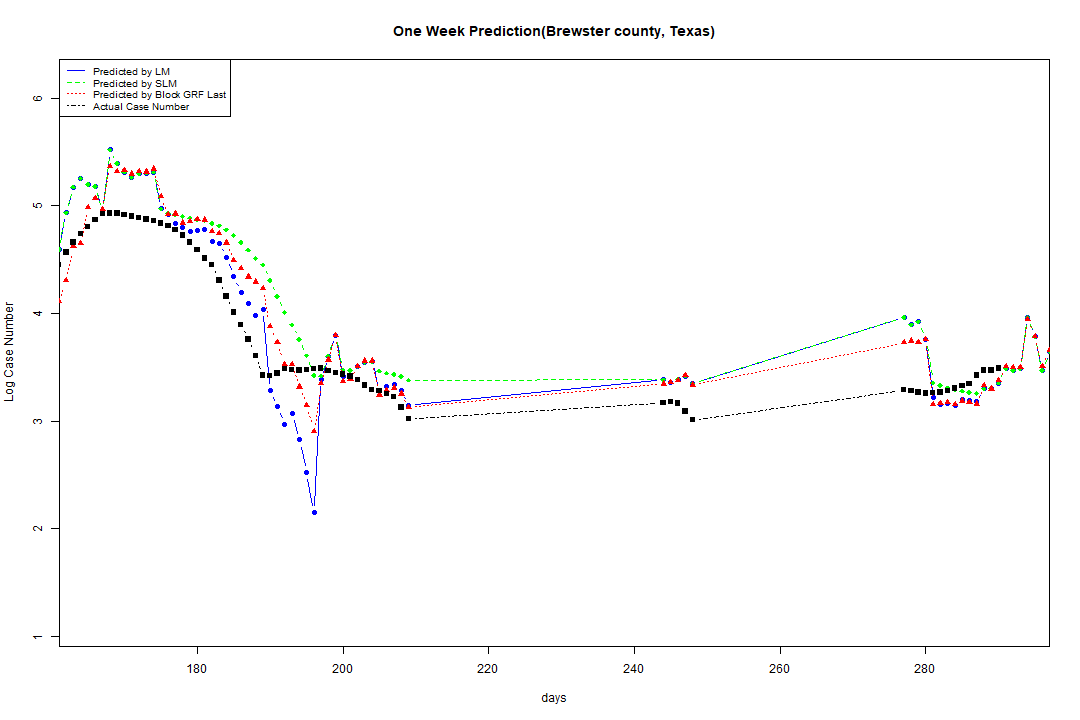 One Week Prediction(Brewster county, Texas)
Predicted by LM
Predicted by SLM
Predicted by Block GRF Last
Actual Case Number
6
5
4
3
2
1
Log Case Number
180 200 220 240 260 280
days